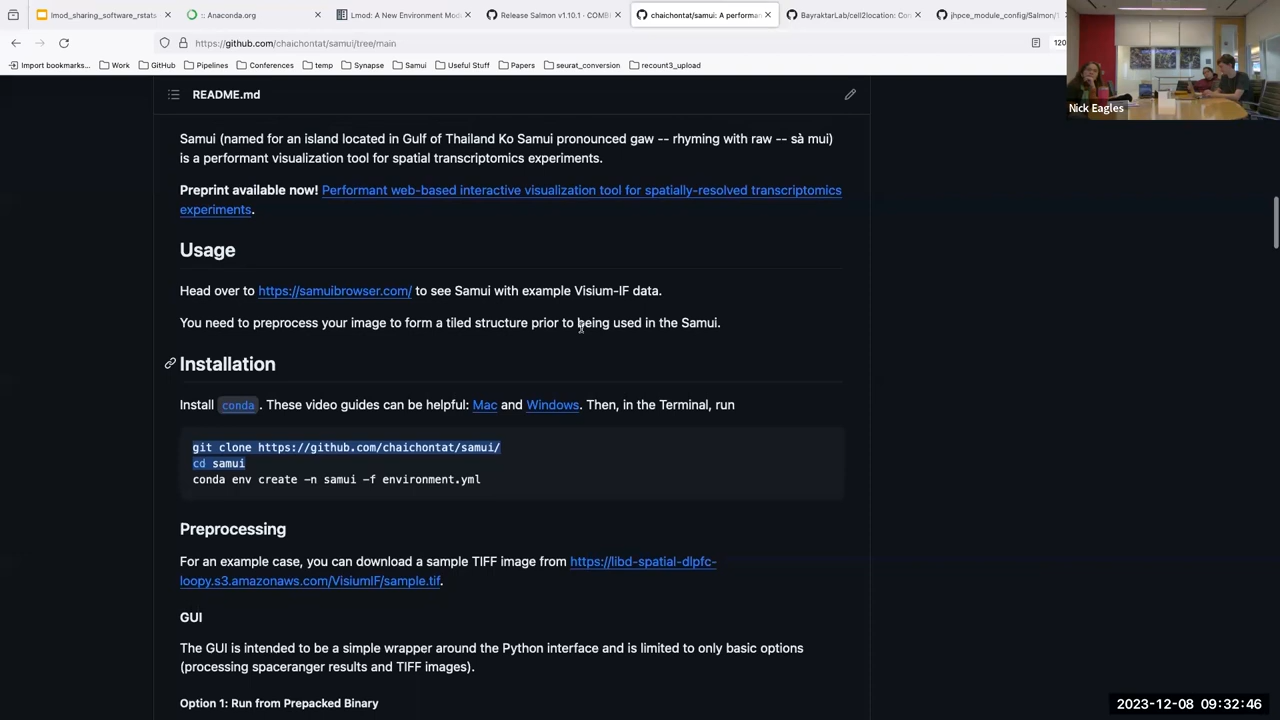 lmod_sharing_software_rstats
:: Anaconda.org
Lmod: A New Environment Mod
Release Salmon v1.10.1 · COMBI
chaichontat/samui: A performa
BayraktarLab/cell2location: Co
jhpce_module_config/Salmon/1
https://github.com/chaichontat/samui/tree/main
120
Import bookmarks... Work GitHub Pipelines Conferences temp Synapse Samui Useful Stuff Papers seurat_conversion recount3_upload
Nick Eagles
README.md
Samui (named for an island located in Gulf of Thailand Ko Samui pronounced gaw -- rhyming with raw -- sà mui)
is a performant visualization tool for spatial transcriptomics experiments.
Preprint available now! Performant web-based interactive visualization tool for spatially-resolved transcriptomics
experiments.
Usage
Head over to https://samuibrowser.com/ to see Samui with example Visium-IF data.
You need to preprocess your image to form a tiled structure prior to being used in the Samui.
Installation
Install conda. These video guides can be helpful: Mac and Windows. Then, in the Terminal, run
git clone https://github.com/chaichontat/samui/
cd samui
conda env create -n samui -f environment.yml
Preprocessing
For an example case, you can download a sample TIFF image from https://libd-spatial-dlpfc-
loopy.s3.amazonaws.com/VisiumIF/sample.tif.
GUI
The GUI is intended to be a simple wrapper around the Python interface and is limited to only basic options
(processing spaceranger results and TIFF images).
Option 1: Run from Prepacked Binary
2023-12-08 09:32:46